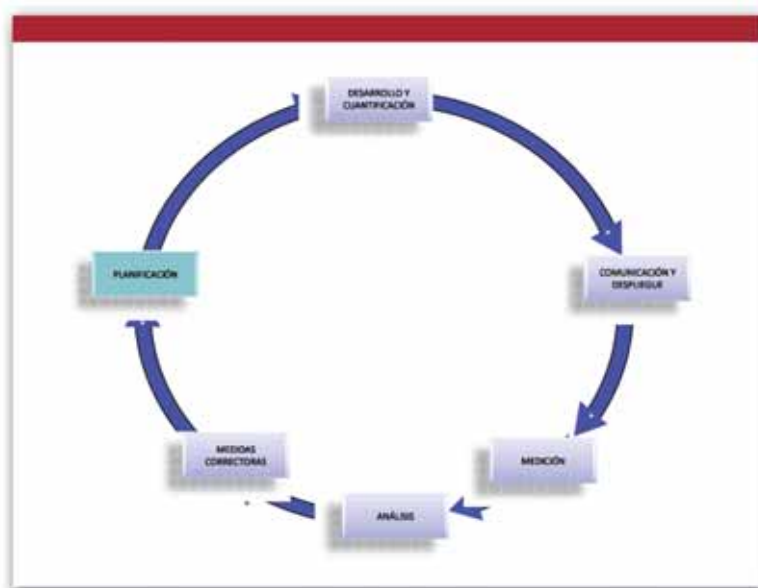 DESARROLLO Y
CUANTIFICACIÓN
PLANIFICACIÓN
COMUNICACIÓN Y
DESPLIEGUE
MEDIDAS
CORRECTORAS
MEDICIÓN
ANÁLISIS